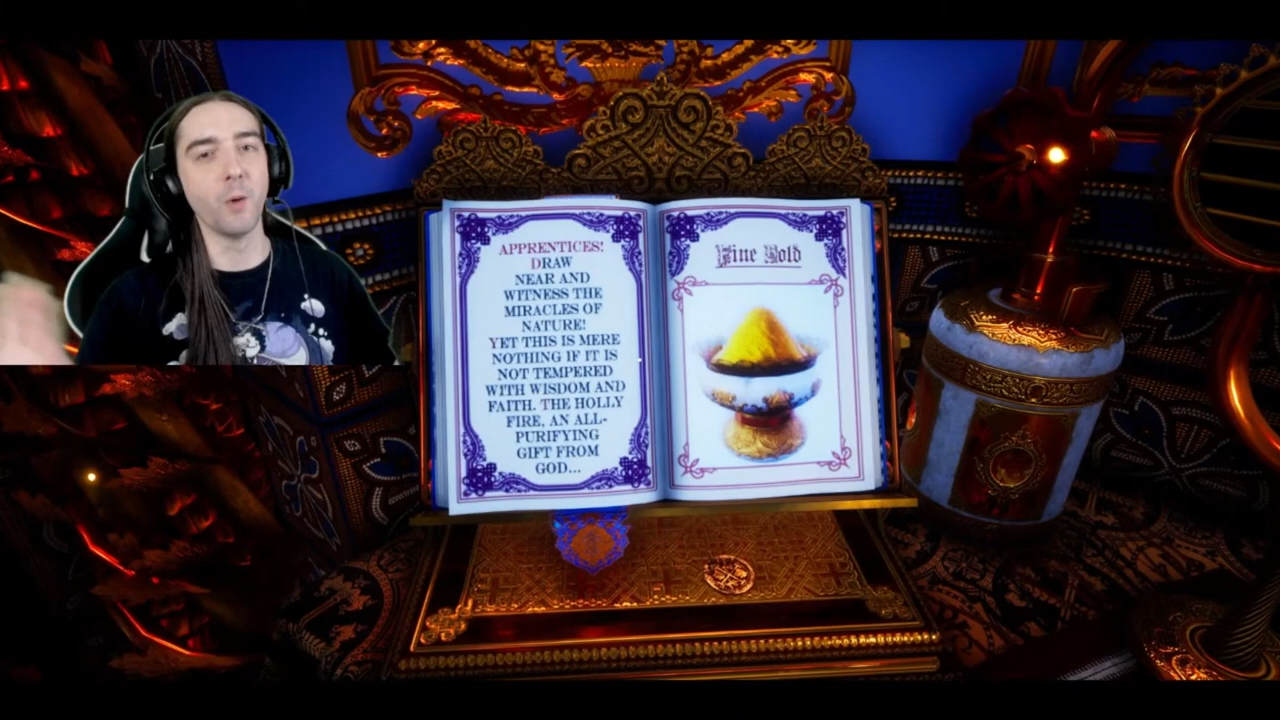 APPRENTICES!
DRAW
NEAR AND
WITNESS THE
MIRACLES OF
NATURE!
YET THIS IS MERE
NOTHING IF IT IS
NOT TEMPERED
WITH WISDOM AND
FAITH. THE HOLLY
FIRE, AN ALL-
PURIFYING
GIFT FROM
GOD...
Fine Gold